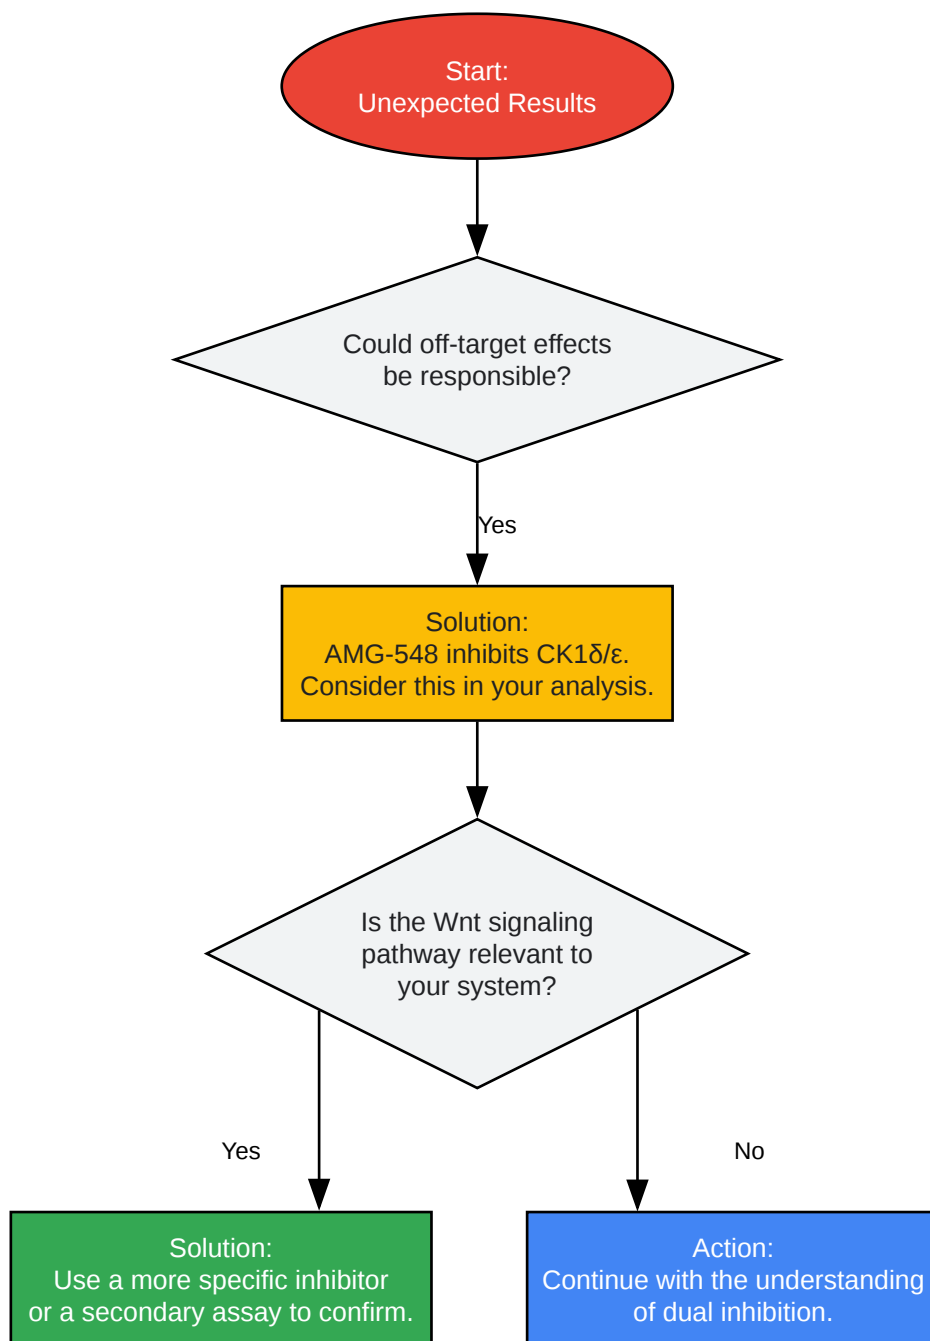 Start:
Unexpected Results
Could off-target effects
be responsible?
Yes
Solution:
AMG-548 inhibits CK1δ/ε.
Consider this in your analysis.
Is the Wnt signaling
pathway relevant to
your system?
Yes
No
Solution:
Use a more specific inhibitor
or a secondary assay to confirm.
Action:
Continue with the understanding
of dual inhibition.